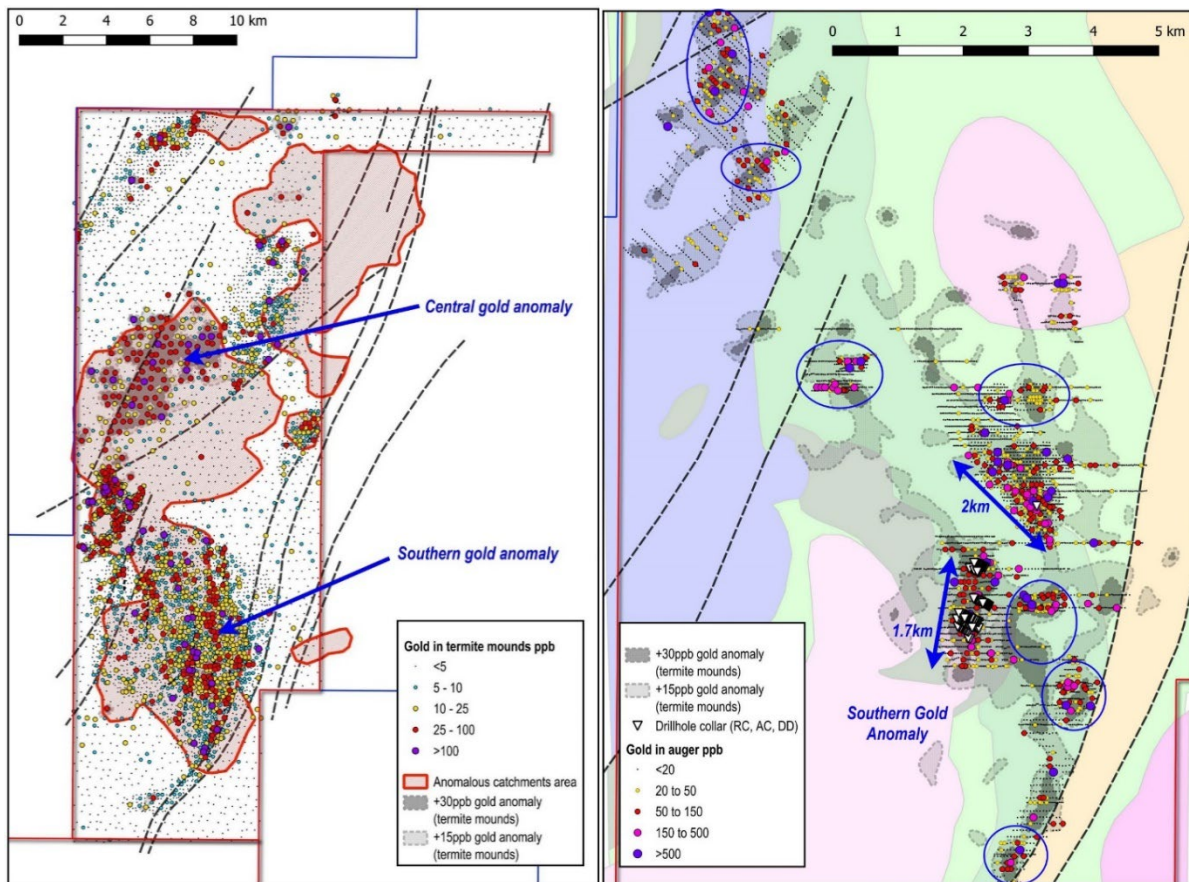 0 2 4 6 8 10 km
Central gold anomaly
Southern gold anomaly
Gold in termite mounds ppb
<5
5 - 10
10 - 25
25 - 100
>100
Anomalous catchments area
+30ppb gold anomaly
(termite mounds)
+15ppb gold anomaly
(termite mounds)
0 1 2 3 4 5 km
2km
1.7km
Southern Gold
Anomaly
+30ppb gold anomaly
(termite mounds)
+15ppb gold anomaly
(termite mounds)
Drillhole collar (RC, AC, DD)
Gold in auger ppb
<20
20 to 50
50 to 150
150 to 500
>500